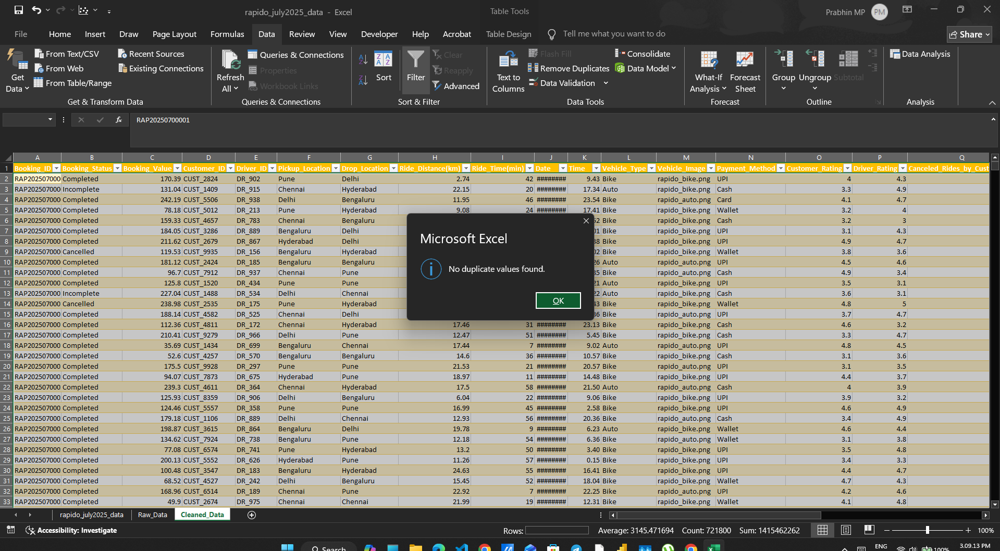 rapido_july2025_data - Excel
Table Tools
Prabhin MP PM
File Home Insert Draw Page Layout Formulas Data Review View Developer Help Acrobat Table Design Tell me what you want to do Share
Get Data
From Text/CSV
From Web
From Table/Range
Recent Sources
Existing Connections
Get & Transform Data
Refresh All
Queries & Connections
Properties
Workbook Links
Queries & Connections
Sort
Filter
Clear
Reapply
Advanced
Sort & Filter
Text to Columns
Flash Fill
Remove Duplicates
Data Validation
Consolidate
Data Model
Data Tools
What-If Analysis
Forecast Sheet
Forecast
Group
Ungroup
Subtotal
Outline
Data Analysis
Analysis
fx RAP20250700001
A B C D E F G H I J K L M N O P Q
1 Booking_ID Booking_Status Booking_Value Customer_ID Driver_ID Pickup_Location Drop_Location Ride_Distance(km) Ride_Time(min) Date Time Vehicle_Type Vehicle_Image Payment_Method Customer_Rating Driver_Rating Canceled_Rides_by_Cust
2 RAP202507000 Completed 170.39 CUST_2824 DR_902 Pune Delhi 2.74 42 ######## 9.43 Bike rapido_bike.png UPI 4 4.3
3 RAP202507000 Incomplete 131.04 CUST_1409 DR_915 Chennai Hyderabad 22.15 20 ######## 17.34 Auto rapido_bike.png Cash 3.3 4.9
4 RAP202507000 Completed 242.19 CUST_5506 DR_938 Delhi Bengaluru 11.95 46 ######## 23.54 Bike rapido_auto.png Card 4.1 4.7
5 RAP202507000 Completed 78.18 CUST_5012 DR_213 Pune Hyderabad 9.08 24 ######## 17.41 Bike rapido_bike.png Wallet 3.2 4
6 RAP202507000 Completed 159.33 CUST_4657 DR_783 Chennai Bengaluru 52 Bike rapido_bike.png Cash 3.2 3
7 RAP202507000 Completed 184.05 CUST_3286 DR_889 Bengaluru Delhi 01 Bike rapido_bike.png UPI 3.1 4.3
8 RAP202507000 Completed 211.62 CUST_2679 DR_867 Hyderabad Delhi 38 Bike rapido_bike.png UPI 4.9 4.7
9 RAP202507000 Cancelled 119.53 CUST_9935 DR_156 Bengaluru Hyderabad 02 Bike rapido_bike.png Wallet 3.8 3.6
10 RAP202507000 Completed 181.12 CUST_2424 DR_185 Bengaluru Bengaluru 26 Auto rapido_auto.png UPI 4.5 4.6
11 RAP202507000 Completed 96.7 CUST_7912 DR_937 Chennai Pune 35 Bike rapido_auto.png Cash 4.9 3.4
12 RAP202507000 Completed 125.8 CUST_1520 DR_434 Pune Pune 21 Auto rapido_bike.png UPI 3.5 3.1
13 RAP202507000 Incomplete 227.04 CUST_1488 DR_534 Delhi Chennai 22 Auto rapido_auto.png Cash 3.6 3.1
14 RAP202507000 Cancelled 238.98 CUST_2535 DR_175 Pune Hyderabad 43 Bike rapido_bike.png Wallet 4.8 5
15 RAP202507000 Completed 188.14 CUST_4582 DR_525 Chennai Delhi 36 Bike rapido_auto.png UPI 3.7 4.7
16 RAP202507000 Completed 112.36 CUST_4811 DR_172 Chennai Hyderabad 17.46 31 ######## 23.13 Bike rapido_auto.png Cash 4.6 3.2
17 RAP202507000 Completed 210.41 CUST_9279 DR_966 Delhi Pune 12.47 51 ######## 5.45 Bike rapido_bike.png Cash 3.3 4.7
18 RAP202507000 Completed 35.69 CUST_1434 DR_699 Bengaluru Chennai 17.44 7 ######## 9.02 Auto rapido_auto.png UPI 4.8 4.5
19 RAP202507000 Completed 52.6 CUST_4257 DR_570 Bengaluru Bengaluru 14.6 36 ######## 10.57 Bike rapido_bike.png Cash 3.1 3.6
20 RAP202507000 Completed 175.5 CUST_9928 DR_297 Pune Pune 21.53 21 ######## 20.57 Bike rapido_auto.png UPI 3.1 3.5
21 RAP202507000 Completed 94.07 CUST_7873 DR_675 Hyderabad Pune 18.97 11 ######## 14.48 Bike rapido_bike.png UPI 4.4 3.7
22 RAP202507000 Completed 239.3 CUST_4611 DR_364 Chennai Hyderabad 17.5 58 ######## 21.50 Auto rapido_auto.png Cash 4 3.9
23 RAP202507000 Completed 125.93 CUST_8359 DR_906 Delhi Bengaluru 6.04 22 ######## 9.06 Bike rapido_bike.png UPI 3.9 3.2
24 RAP202507000 Completed 124.46 CUST_5557 DR_358 Pune Pune 16.99 45 ######## 2.58 Bike rapido_bike.png UPI 4.6 4.9
25 RAP202507000 Completed 179.18 CUST_1106 DR_889 Delhi Chennai 12.93 56 ######## 20.36 Bike rapido_auto.png Cash 3.4 4.9
26 RAP202507000 Completed 198.87 CUST_3615 DR_864 Bengaluru Delhi 19.78 9 ######## 6.23 Auto rapido_bike.png Wallet 4.6 4.4
27 RAP202507000 Completed 134.62 CUST_7924 DR_738 Bengaluru Pune 12.18 54 ######## 6.36 Bike rapido_bike.png Wallet 3.1 3.8
28 RAP202507000 Completed 77.08 CUST_6574 DR_741 Pune Hyderabad 13.2 50 ######## 3.40 Bike rapido_bike.png UPI 3.5 4.8
29 RAP202507000 Completed 200.13 CUST_5552 DR_626 Hyderabad Pune 11.26 57 ######## 0.15 Bike rapido_bike.png UPI 3.4 3.3
30 RAP202507000 Completed 100.48 CUST_3547 DR_183 Bengaluru Hyderabad 24.63 55 ######## 16.41 Bike rapido_bike.png UPI 4.4 4.7
31 RAP202507000 Completed 68.52 CUST_4527 DR_242 Delhi Bengaluru 15.45 52 ######## 18.04 Bike rapido_bike.png Wallet 4.7 4.3
32 RAP202507000 Completed 168.96 CUST_6514 DR_189 Chennai Pune 22.92 7 ######## 22.25 Bike rapido_auto.png UPI 4.2 4.6
33 RAP202507000 Completed 49.9 CUST_2674 DR_975 Chennai Chennai 21.99 19 ######## 12.31 Bike rapido_bike.png Wallet 4.1 4.8
Microsoft Excel
No duplicate values found.
OK
rapido_july2025_data Raw_Data Cleaned_Data
Accessibility: Investigate Rows: Average: 3145.471694 Count: 721800 Sum: 1415462262 100%
Search ENG 100% 3.09.13 PM